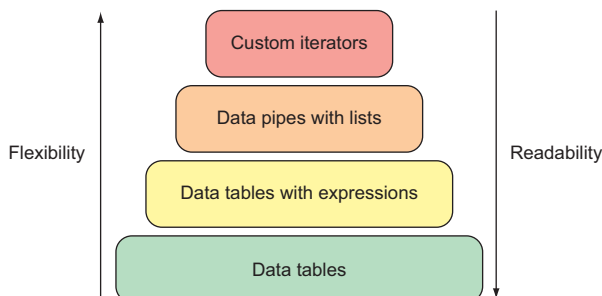 Custom iterators
Data pipes with lists
Flexibility
Readability
Data tables with expressions
Data tables